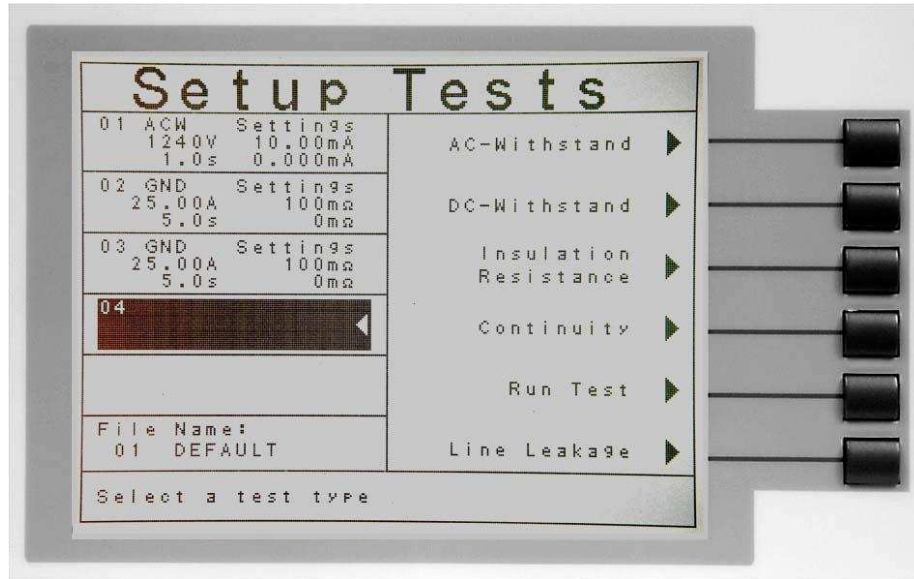 Setup Tests
01 ACW Settings
1240V 10.00mA
1.0s 0.000mA
02 GND Settings
25.00A 100mΩ
5.0s 0mΩ
03 GND Settings
25.00A 100mΩ
5.0s 0mΩ
04
File Name:
01 DEFAULT
AC-Withstand
DC-Withstand
Insulation
Resistance
Continuity
Run Test
Line Leakage
Select a test type